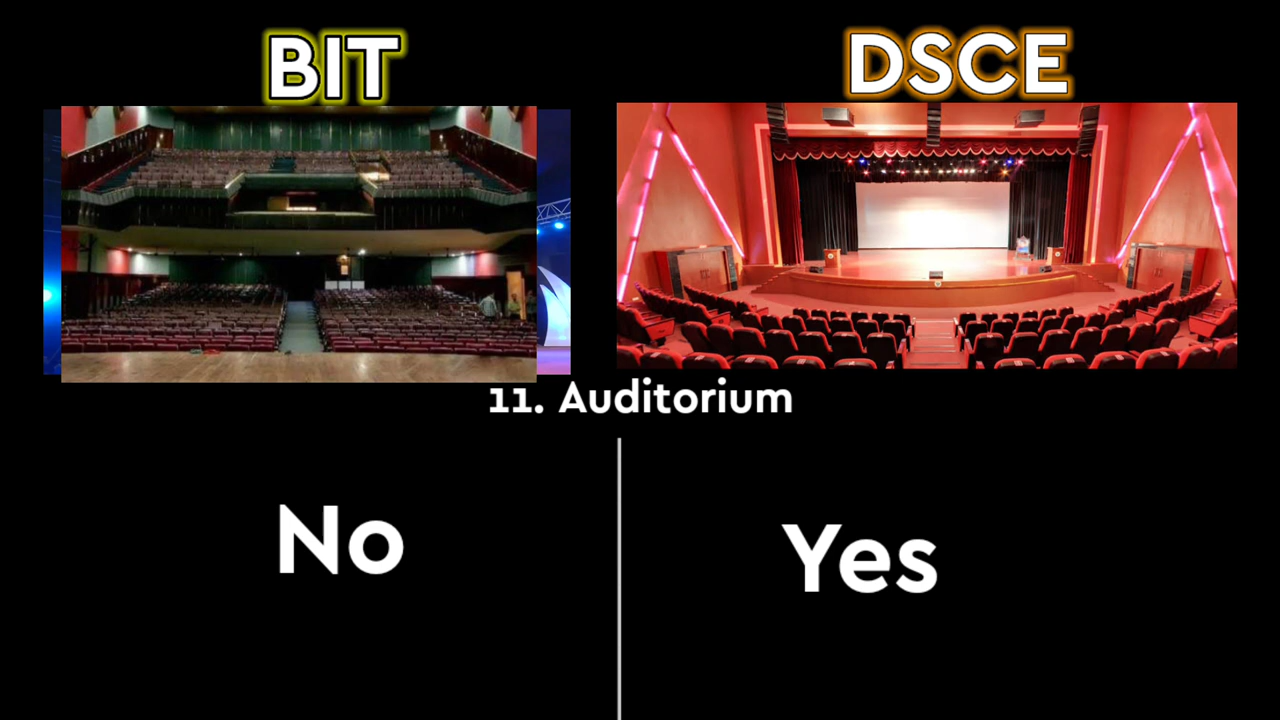 BIT
DSCE
11. Auditorium
No
Yes